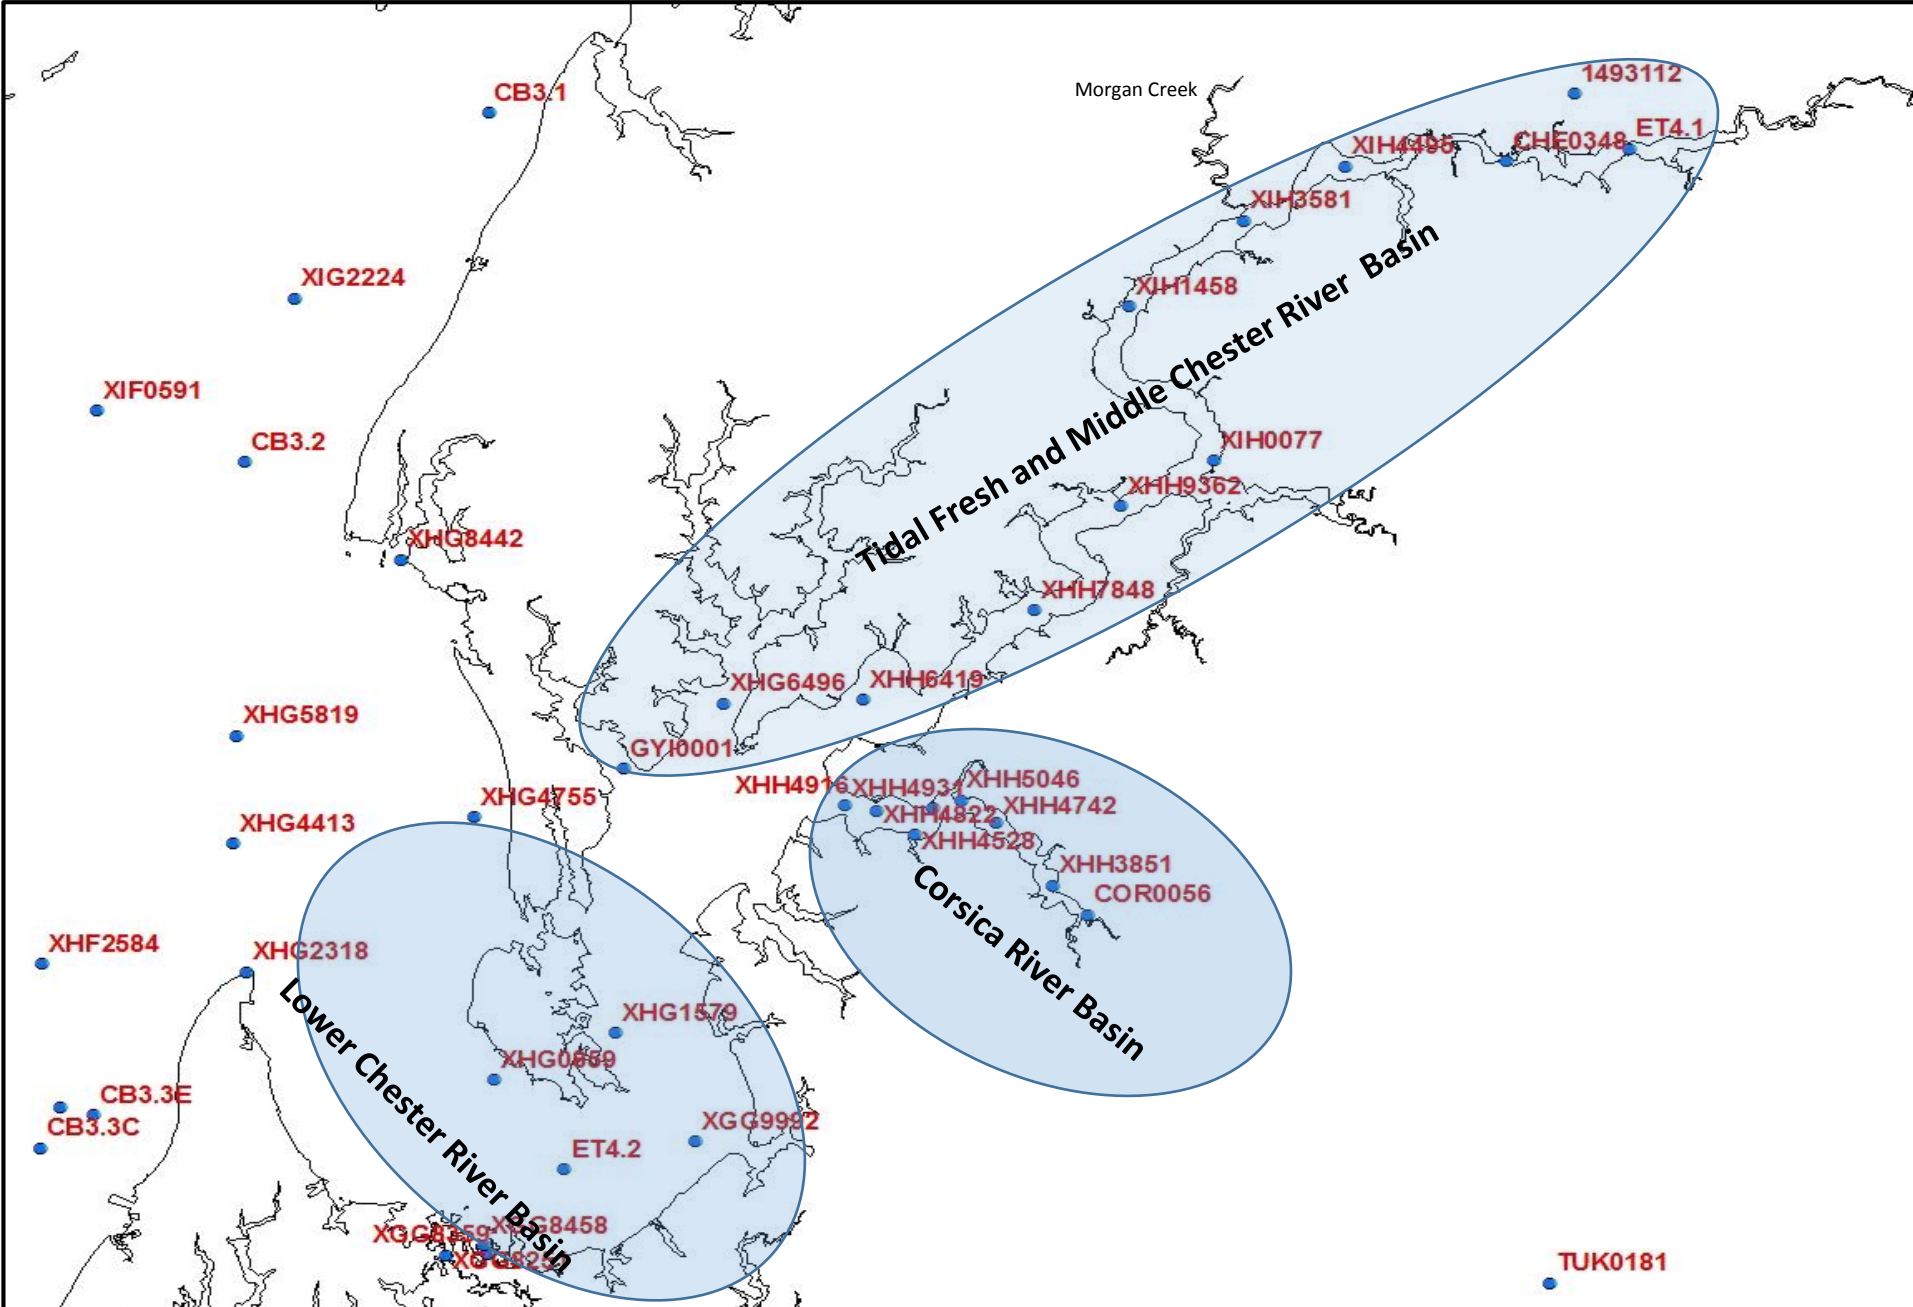 1493112
CB3.1
Morgan Creek
ET4.1
CHE0348
XIH4495
XIH3581
XIG2224
XIH1458
Tidal Fresh and Middle Chester River Basin
XIF0591
CB3.2
XIH0077
XHH9362
XHG8442
XHH7848
XHG6496
XHH6419
XHG5819
GYI0001
XHH4916
XHH4931
XHH5046
XHG4755
XHH4742
XHH4822
XHG4413
XHH4528
XHH3851
COR0056
Corsica River Basin
XHF2584
XHG2318
Lower Chester River Basin
XHG1579
XHG0859
CB3.3E
CB3.3C
XGG9992
ET4.2
XGG8458
XGG8359
TUK0181